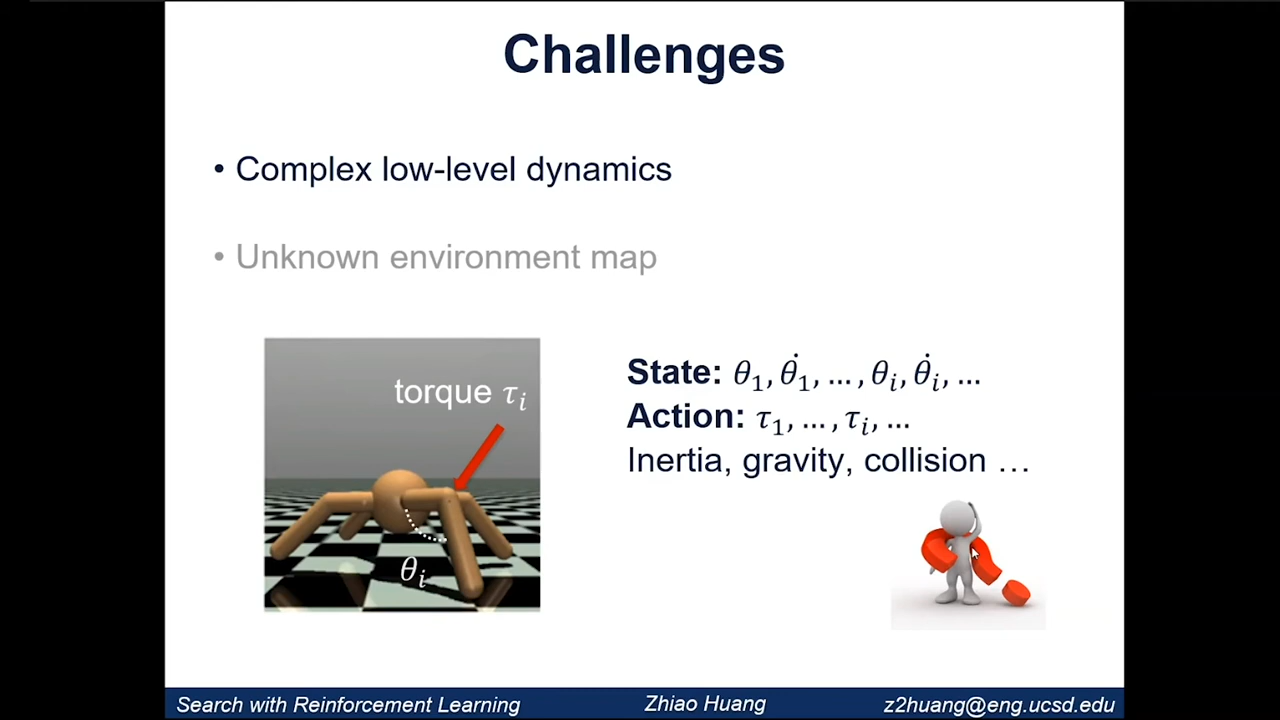 Challenges
• Complex low-level dynamics
• Unknown environment map
torque τᵢ
θᵢ
State: θ₁, θ̇₁, … , θᵢ, θ̇ᵢ, …
Action: τ₁, … , τᵢ, …
Inertia, gravity, collision …
Search with Reinforcement Learning
Zhiao Huang
z2huang@eng.ucsd.edu